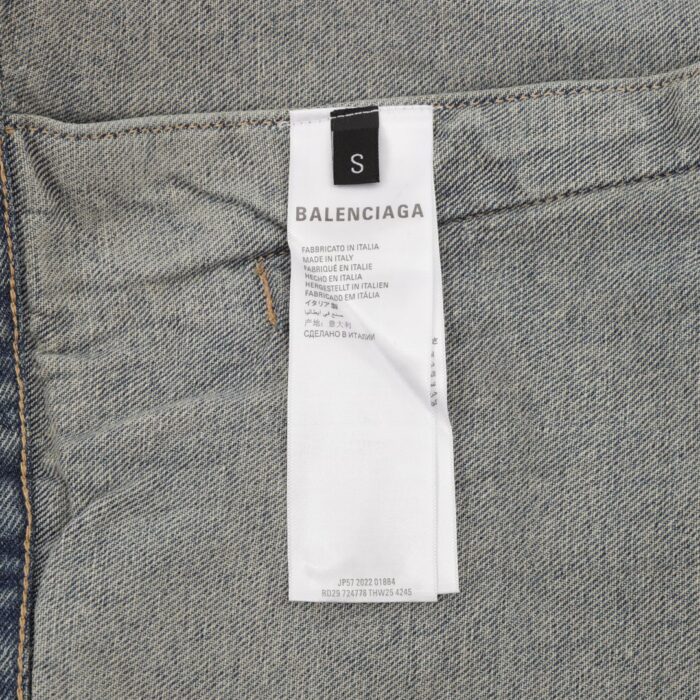 S
BALENCIAGA
FABBRICATO IN ITALIA
MADE IN ITALY
FABRIQUÉ EN ITALIE
HECHO EN ITALIA
HERGESTELLT IN ITALIEN
FABRICADO EM ITÁLIA
イタリア製
صنع في إيطاليا
产地: 意大利
СДЕЛАНО В ИТАЛИИ
JP57 2022 01884
RD29 724778 THW25 4245